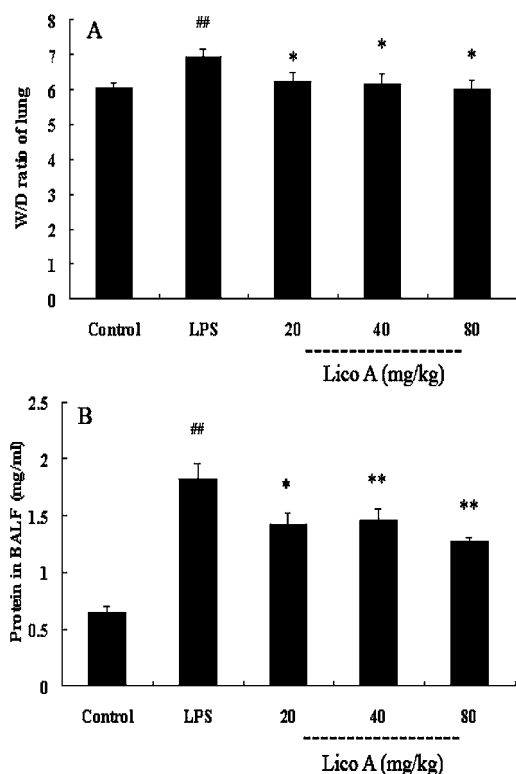 A
##
*
*
*
W/D ratio of lung
8
7
6
5
4
3
2
1
0
Control LPS 20 40 80
Lico A (mg/kg)
B
##
*
**
**
Protein in BALF (mg/ml)
2.5
2
1.5
1
0.5
0
Control LPS 20 40 80
Lico A (mg/kg)